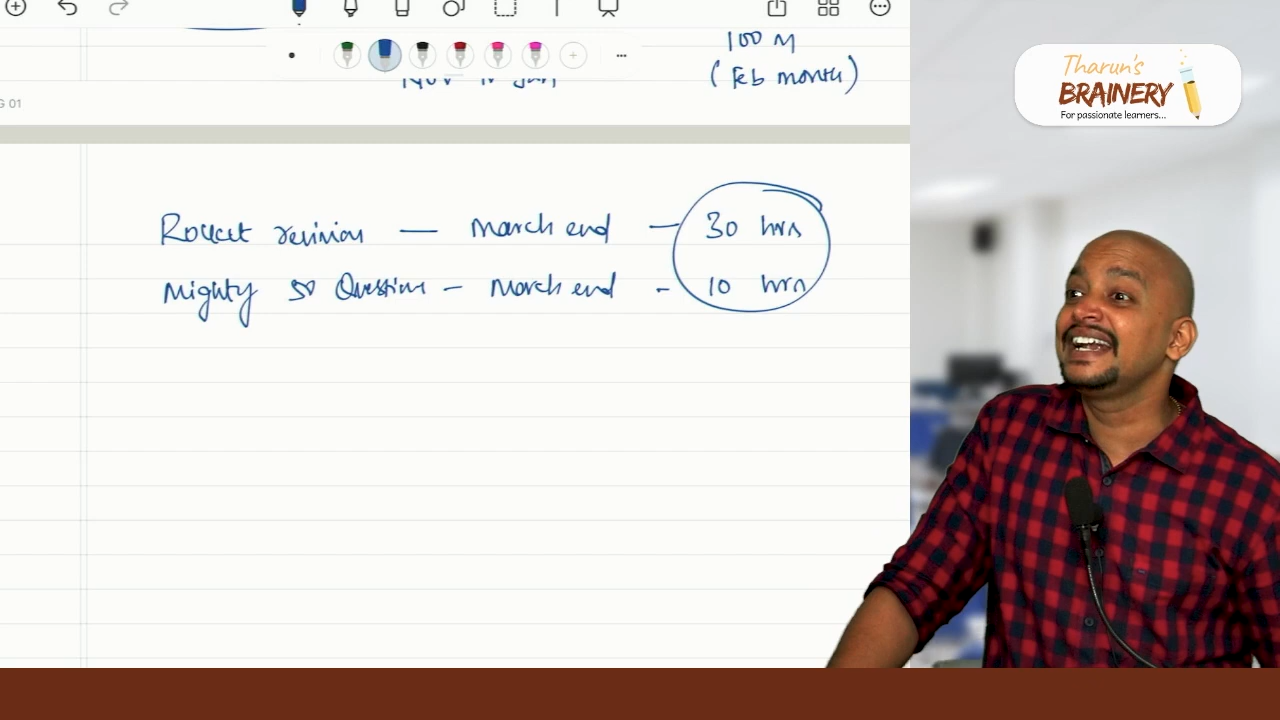 100 M
(Feb month)
G 01
Rocket revision — March end — 30 hrs
Mighty 50 Question - March end - 10 hrs
Tharun's
BRAINERY
For passionate learners...